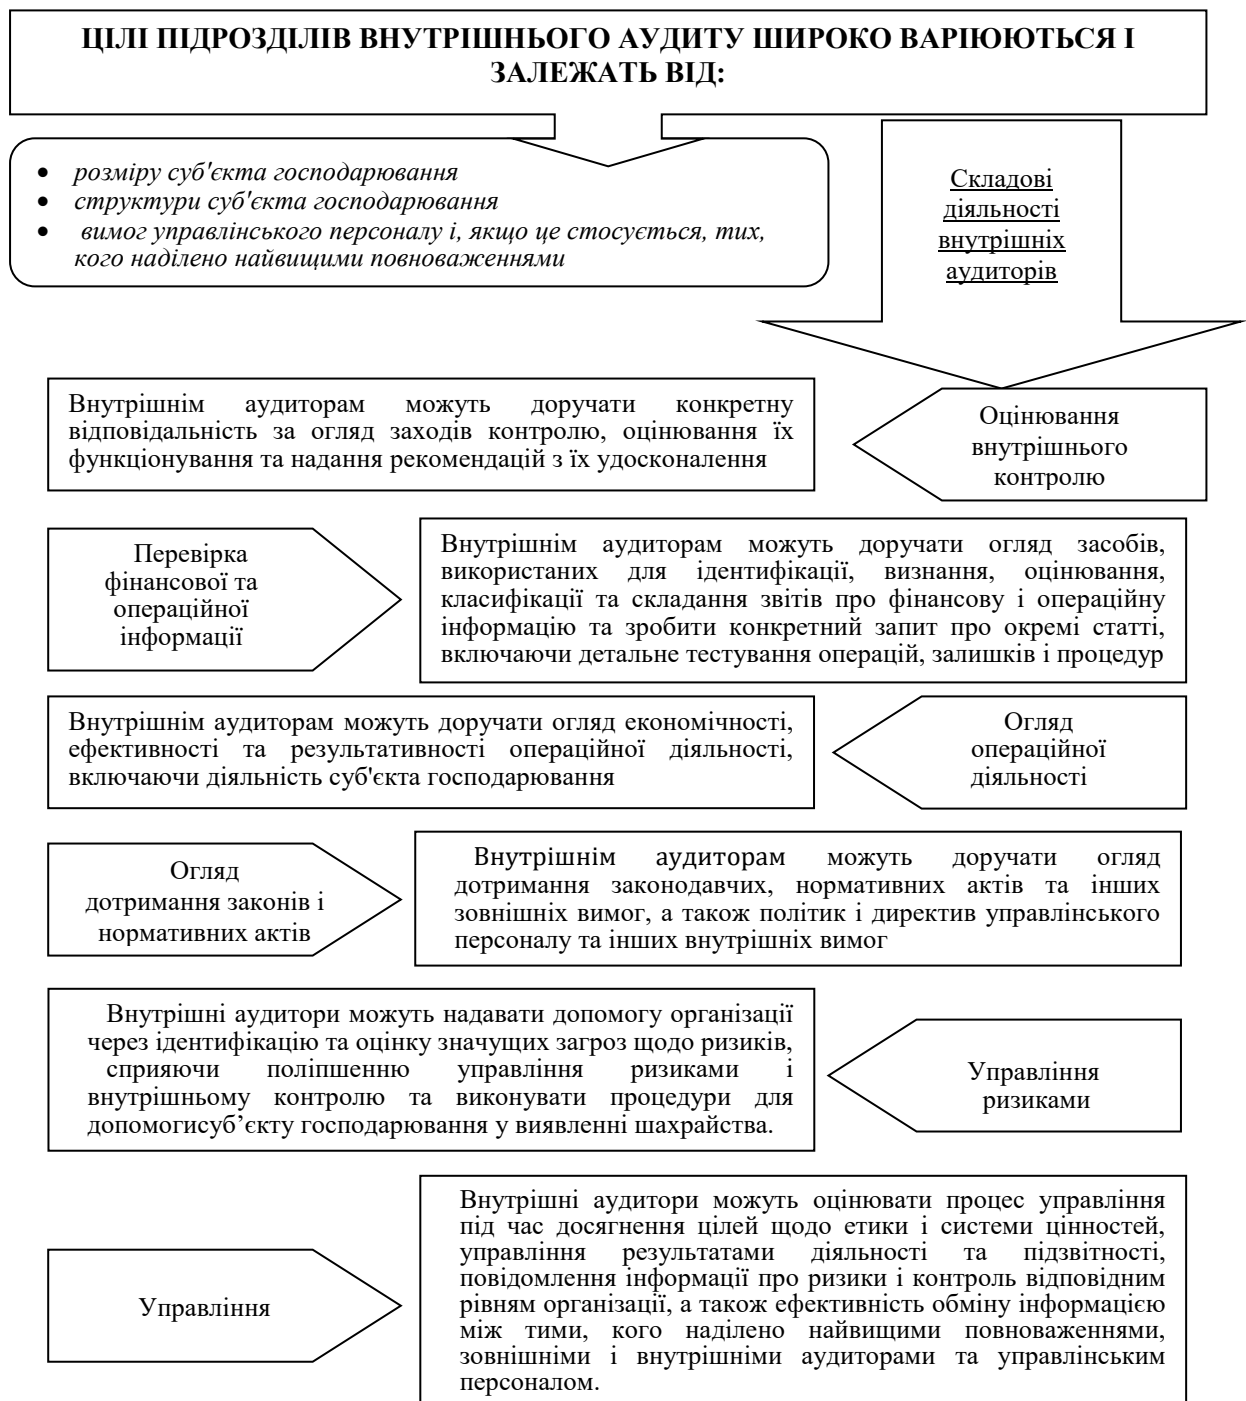 ЦІЛІ ПІДРОЗДІЛІВ ВНУТРІШНЬОГО АУДИТУ ШИРОКО ВАРІЮЮТЬСЯ І
ЗАЛЕЖАТЬ ВІД:
• розміру суб'єкта господарювання
• структури суб'єкта господарювання
• вимог управлінського персоналу і, якщо це стосується, тих,
кого наділено найвищими повноваженнями
Складові
діяльності
внутрішніх
аудиторів
Внутрішнім аудиторам можуть доручати конкретну
відповідальність за огляд заходів контролю, оцінювання їх
функціонування та надання рекомендацій з їх удосконалення
Оцінювання
внутрішнього
контролю
Перевірка
фінансової та
операційної
інформації
Внутрішнім аудиторам можуть доручати огляд засобів,
використаних для ідентифікації, визнання, оцінювання,
класифікації та складання звітів про фінансову і операційну
інформацію та зробити конкретний запит про окремі статті,
включаючи детальне тестування операцій, залишків і процедур
Внутрішнім аудиторам можуть доручати огляд економічності,
ефективності та результативності операційної діяльності,
включаючи діяльність суб'єкта господарювання
Огляд
операційної
діяльності
Огляд
дотримання законів і
нормативних актів
Внутрішнім аудиторам можуть доручати огляд
дотримання законодавчих, нормативних актів та інших
зовнішніх вимог, а також політик і директив управлінського
персоналу та інших внутрішніх вимог
Внутрішні аудитори можуть надавати допомогу організації
через ідентифікацію та оцінку значущих загроз щодо ризиків,
сприяючи поліпшенню управління ризиками і
внутрішньому контролю та виконувати процедури для
допомогисуб’єкту господарювання у виявленні шахрайства.
Управління
ризиками
Управління
Внутрішні аудитори можуть оцінювати процес управління
під час досягнення цілей щодо етики і системи цінностей,
управління результатами діяльності та підзвітності,
повідомлення інформації про ризики і контроль відповідним
рівням організації, а також ефективність обміну інформацією
між тими, кого наділено найвищими повноваженнями,
зовнішніми і внутрішніми аудиторами та управлінським
персоналом.